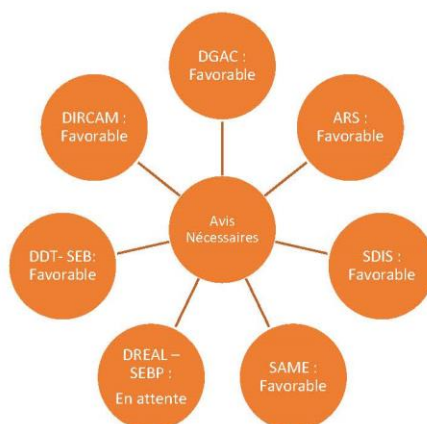 DGAC :
Favorable
DIRCAM :
Favorable
ARS :
Favorable
Avis
Nécessaires
DDT- SEB:
Favorable
SDIS :
Favorable
DREAL –
SEBP :
En attente
SAME :
Favorable